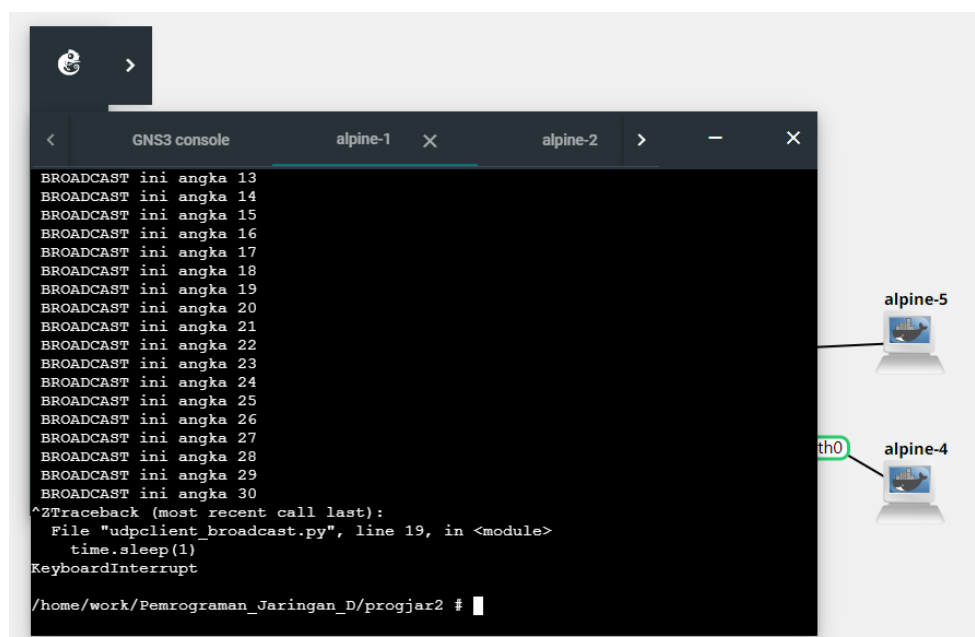 GNS3 console
alpine-1
alpine-2
BROADCAST ini angka 13
BROADCAST ini angka 14
BROADCAST ini angka 15
BROADCAST ini angka 16
BROADCAST ini angka 17
BROADCAST ini angka 18
BROADCAST ini angka 19
BROADCAST ini angka 20
BROADCAST ini angka 21
BROADCAST ini angka 22
BROADCAST ini angka 23
BROADCAST ini angka 24
BROADCAST ini angka 25
BROADCAST ini angka 26
BROADCAST ini angka 27
BROADCAST ini angka 28
BROADCAST ini angka 29
BROADCAST ini angka 30
^ZTraceback (most recent call last):
File "udpclient_broadcast.py", line 19, in <module>
time.sleep(1)
KeyboardInterrupt
/home/work/Pemrograman_Jaringan_D/progjar2 #
alpine-5
th0
alpine-4